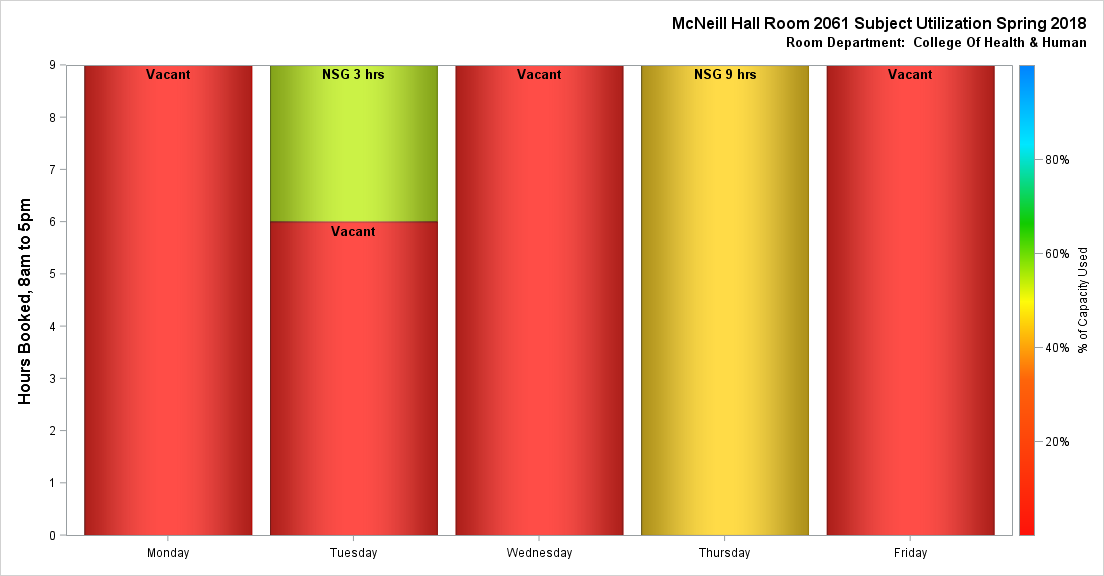 McNeill Hall Room 2061 Subject Utilization Spring 2018
Room Department: College Of Health & Human
Hours Booked, 8am to 5pm
9
8
7
6
5
4
3
2
1
0
Vacant
NSG 3 hrs
Vacant
NSG 9 hrs
Vacant
Vacant
Monday
Tuesday
Wednesday
Thursday
Friday
80%
60%
40%
20%
% of Capacity Used